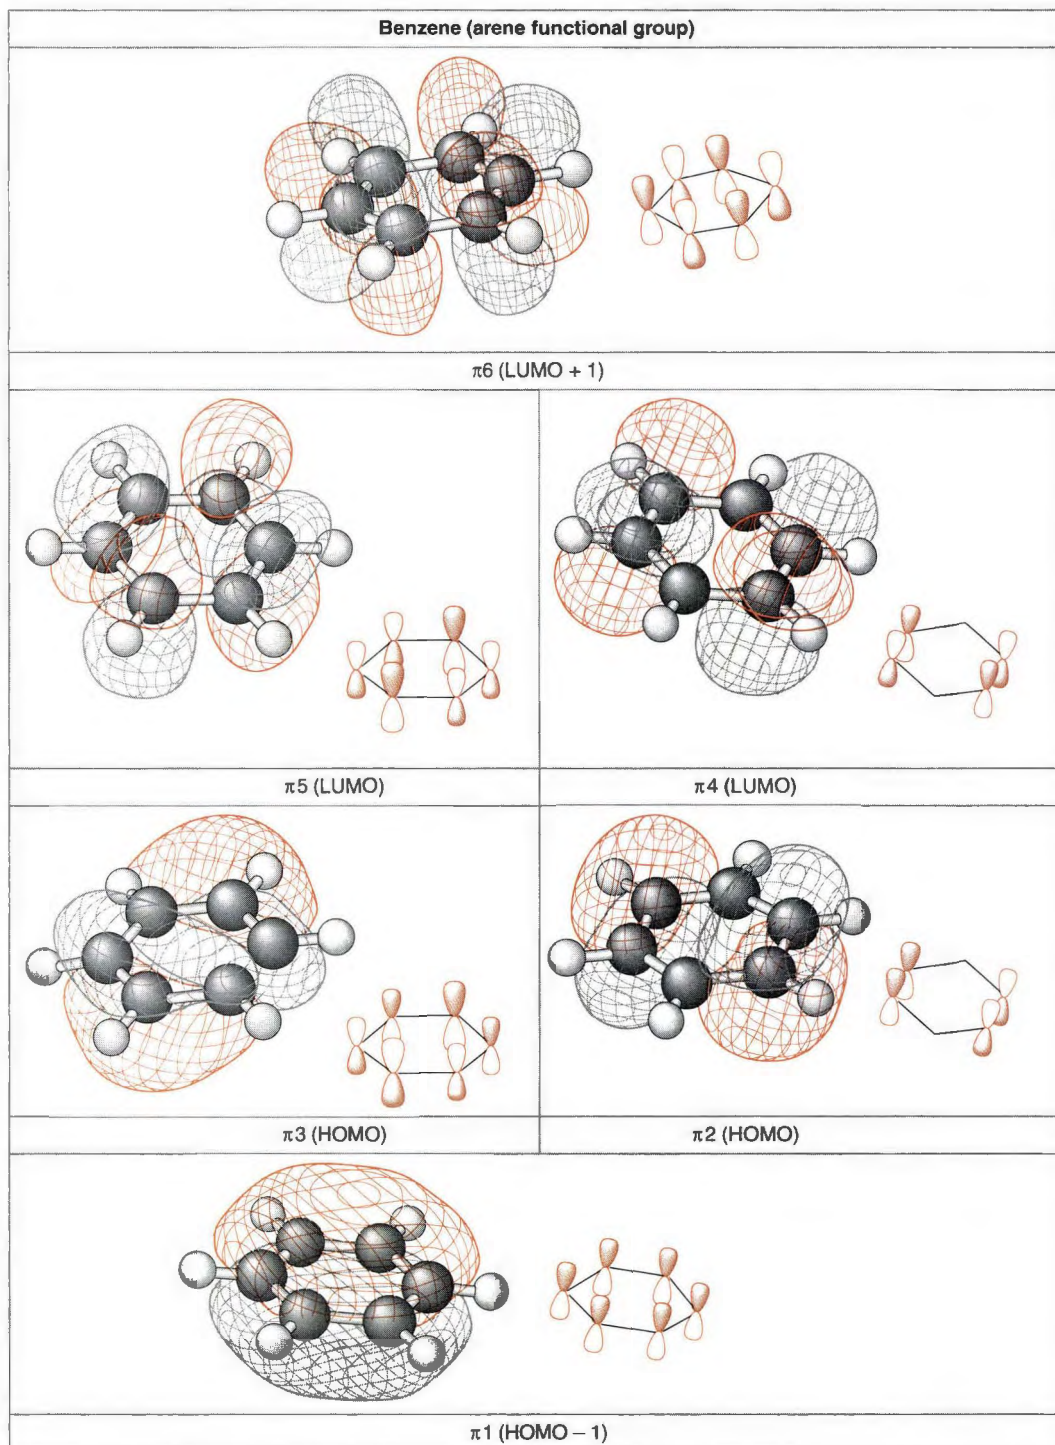 Benzene (arene functional group)
π6 (LUMO + 1)
π5 (LUMO)
π4 (LUMO)
π3 (HOMO)
π2 (HOMO)
π1 (HOMO – 1)